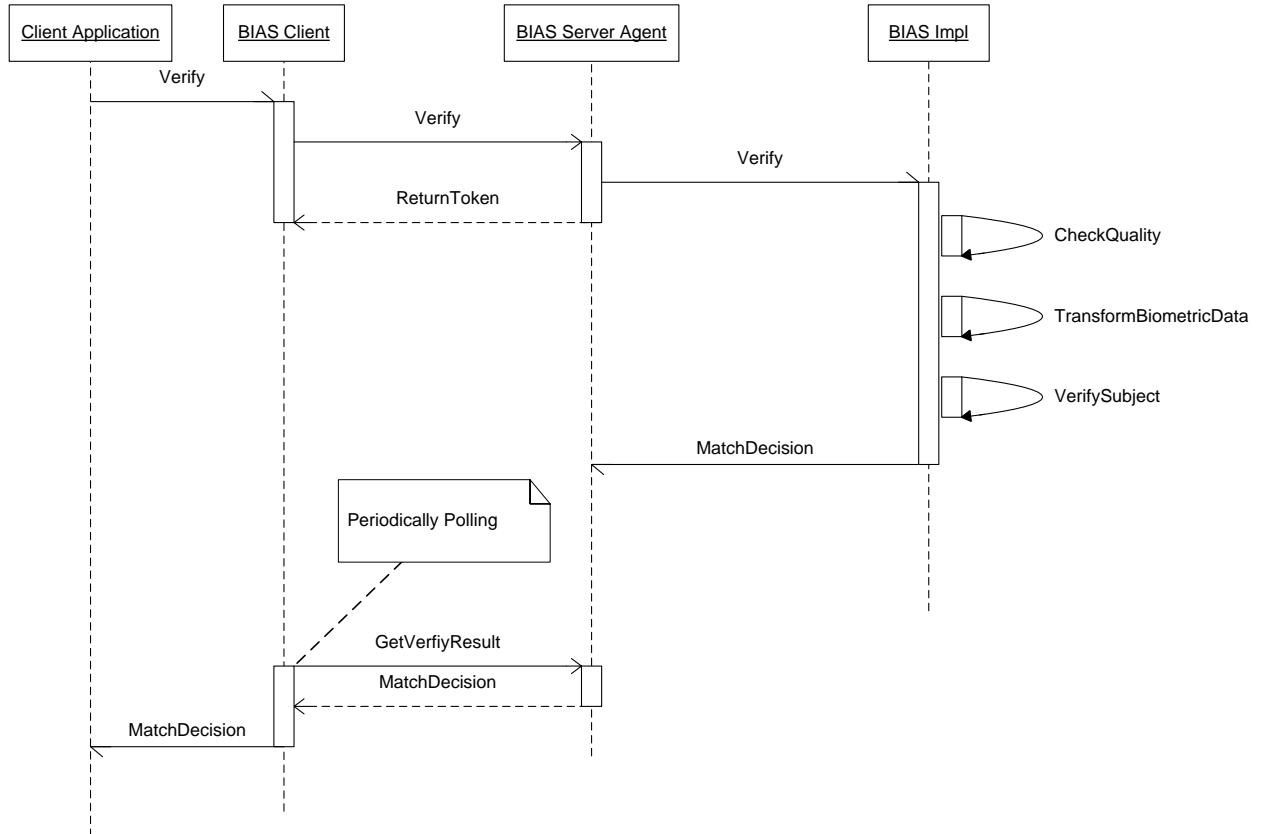 Client Application
BIAS Client
BIAS Server Agent
BIAS Impl
Verify
Verify
Verify
ReturnToken
CheckQuality
TransformBiometricData
VerifySubject
MatchDecision
Periodically Polling
GetVerfiyResult
MatchDecision
MatchDecision